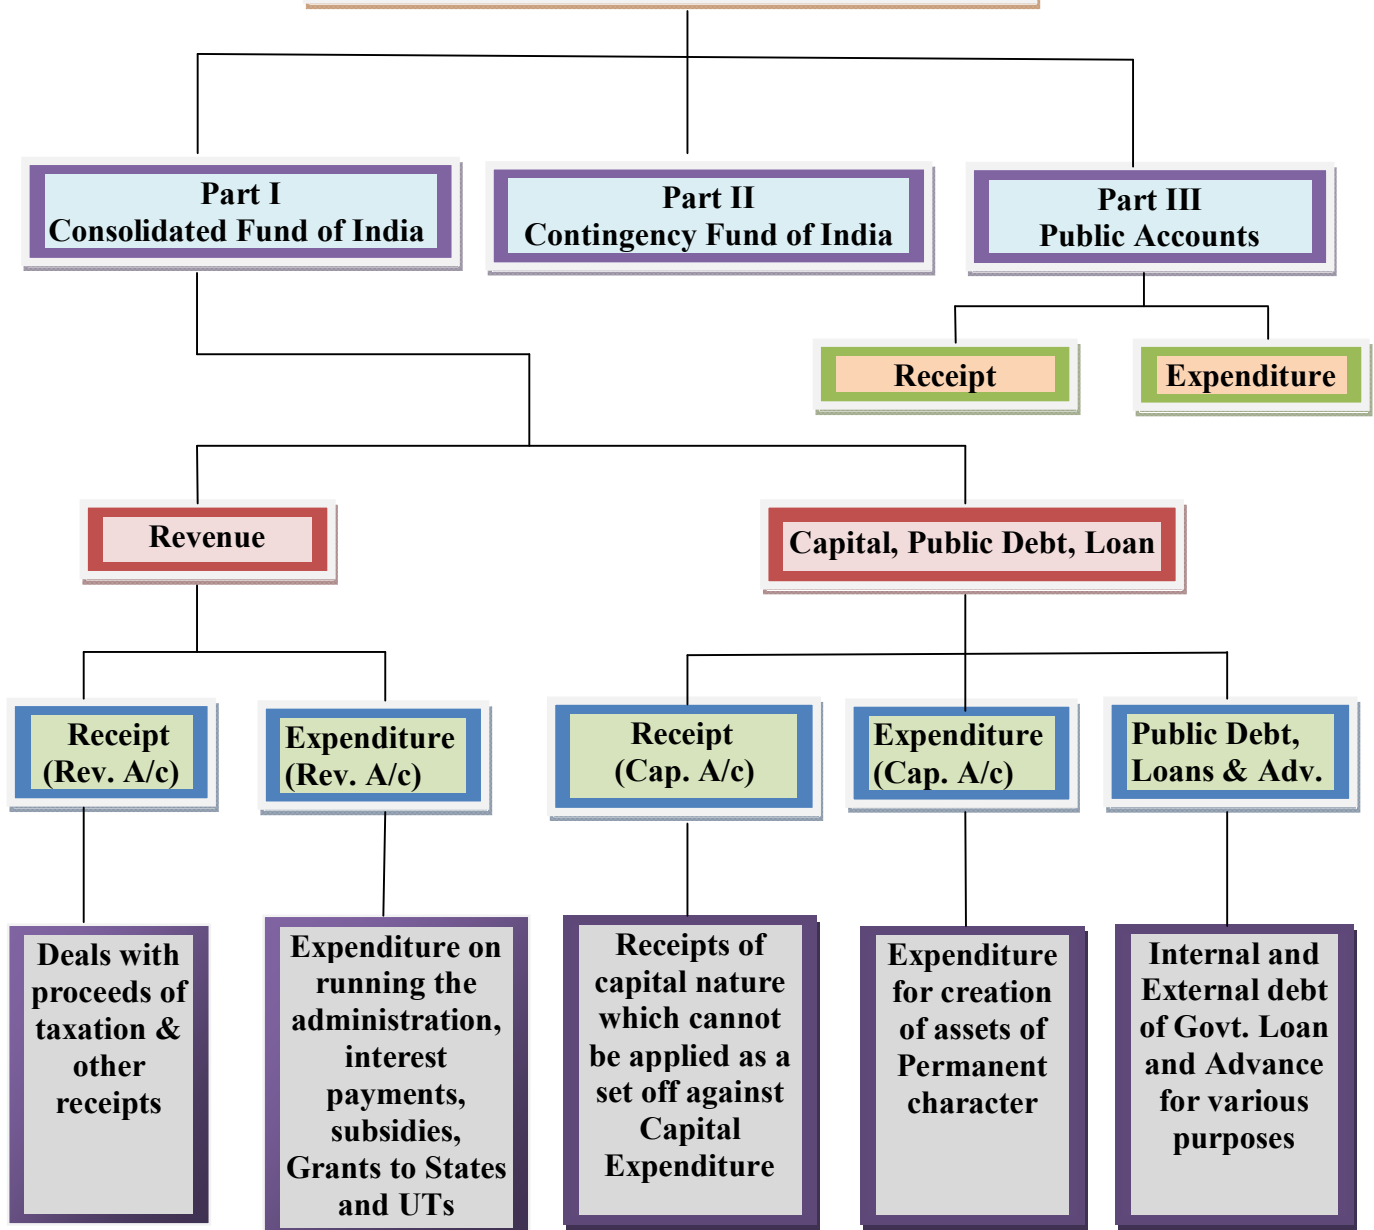 Part I
Consolidated Fund of India
Part II
Contingency Fund of India
Part III
Public Accounts
Receipt
Expenditure
Revenue
Capital, Public Debt, Loan
Receipt
(Rev. A/c)
Expenditure
(Rev. A/c)
Receipt
(Cap. A/c)
Expenditure
(Cap. A/c)
Public Debt,
Loans & Adv.
Deals with
proceeds of
taxation &
other
receipts
Expenditure on
running the
administration,
interest
payments,
subsidies,
Grants to States
and UTs
Receipts of
capital nature
which cannot
be applied as a
set off against
Capital
Expenditure
Expenditure
for creation
of assets of
Permanent
character
Internal and
External debt
of Govt. Loan
and Advance
for various
purposes